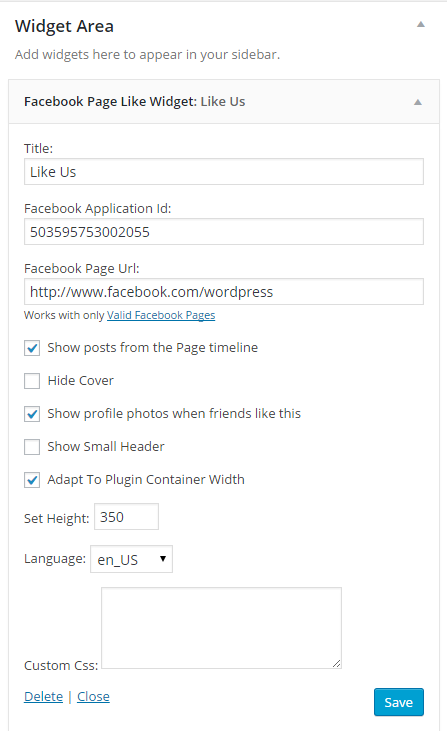 Widget Area
Add widgets here to appear in your sidebar.
Facebook Page Like Widget: Like Us
Title:
Like Us
Facebook Application Id:
503595753002055
Facebook Page Url:
http://www.facebook.com/wordpress
Works with only Valid Facebook Pages
Show posts from the Page timeline
Hide Cover
Show profile photos when friends like this
Show Small Header
Adapt To Plugin Container Width
Set Height: 350
Language: en_US
Custom Css:
Delete | Close
Save